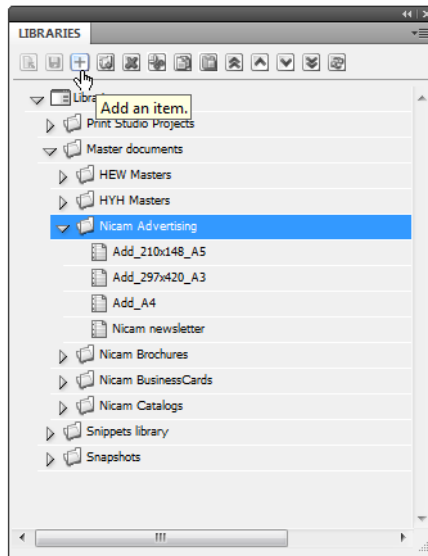 LIBRARIES
Add an item.
Print Studio Projects
Master documents
HEW Masters
HYH Masters
Nicam Advertising
Add_210x148_A5
Add_297x420_A3
Add_A4
Nicam newsletter
Nicam Brochures
Nicam BusinessCards
Nicam Catalogs
Snippets library
Snapshots